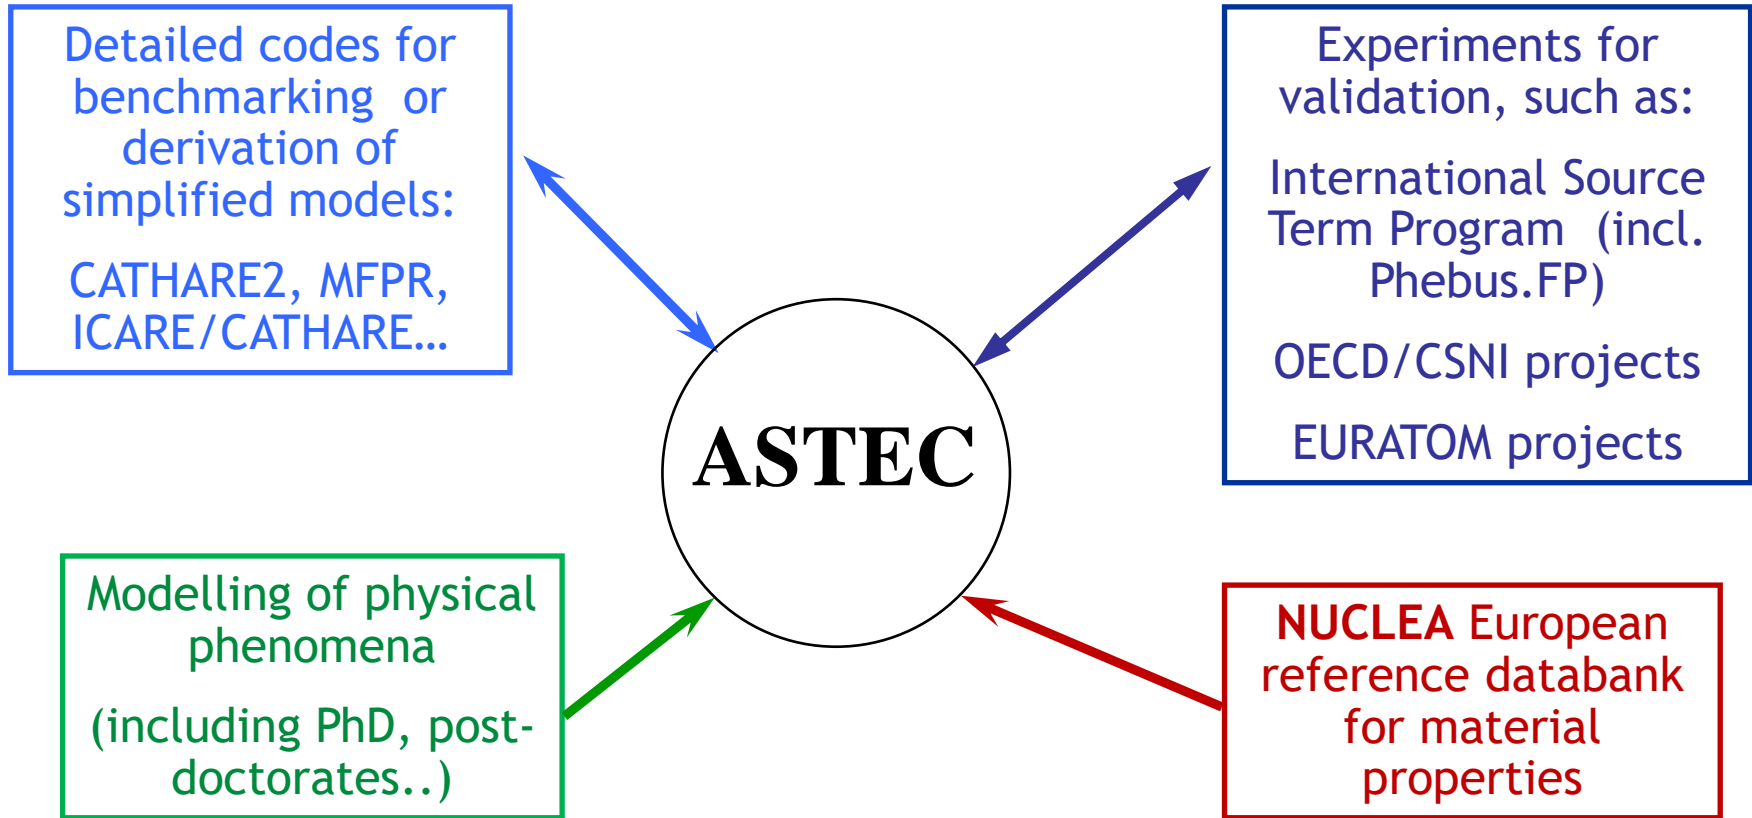 Detailed codes for
benchmarking or
derivation of
simplified models:
CATHARE2, MFPR,
ICARE/CATHARE…
Experiments for
validation, such as:
International Source
Term Program (incl.
Phebus.FP)
OECD/CSNI projects
EURATOM projects
ASTEC
Modelling of physical
phenomena
(including PhD, post-
doctorates..)
NUCLEA European
reference databank
for material
properties